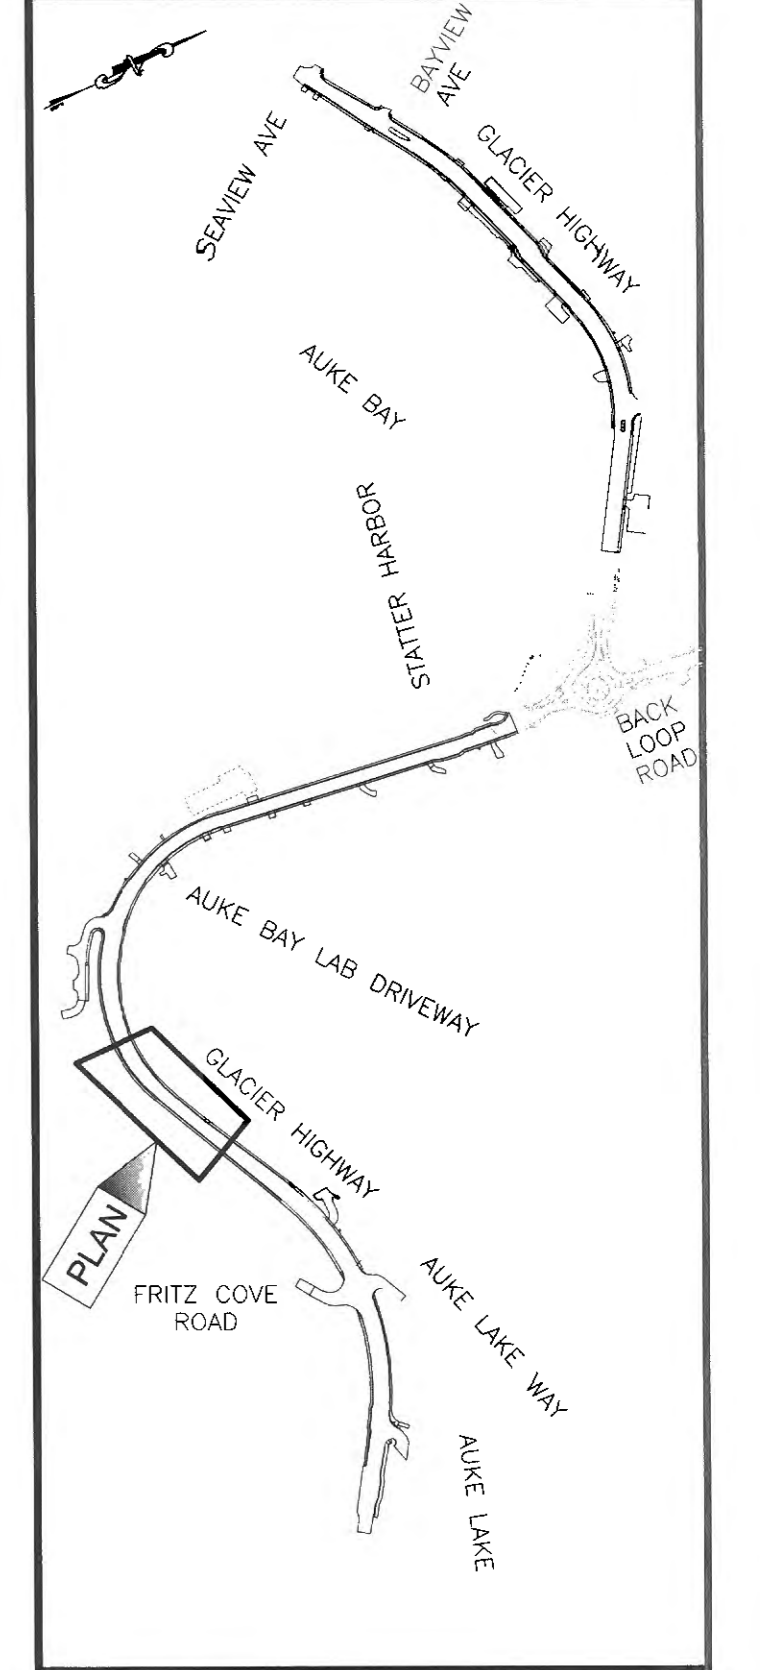 BAYVIEW
AVE
SEAVIEW AVE
GLACIER HIGHWAY
AUKE BAY
STATTER HARBOR
BACK
LOOP
ROAD
AUKE BAY LAB DRIVEWAY
GLACIER HIGHWAY
PLAN
FRITZ COVE
ROAD
AUKE LAKE WAY
AUKE LAKE